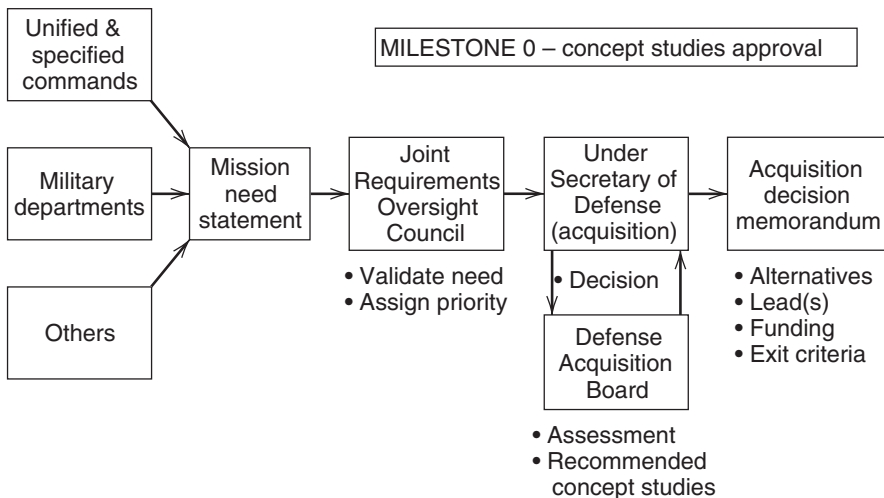 Unified &
specified
commands
MILESTONE 0 – concept studies approval
Military
departments
Others
Mission
need
statement
Joint
Requirements
Oversight
Council
• Validate need
• Assign priority
Under
Secretary of
Defense
(acquisition)
• Decision
Defense
Acquisition
Board
• Assessment
• Recommended
concept studies
Acquisition
decision
memorandum
• Alternatives
• Lead(s)
• Funding
• Exit criteria